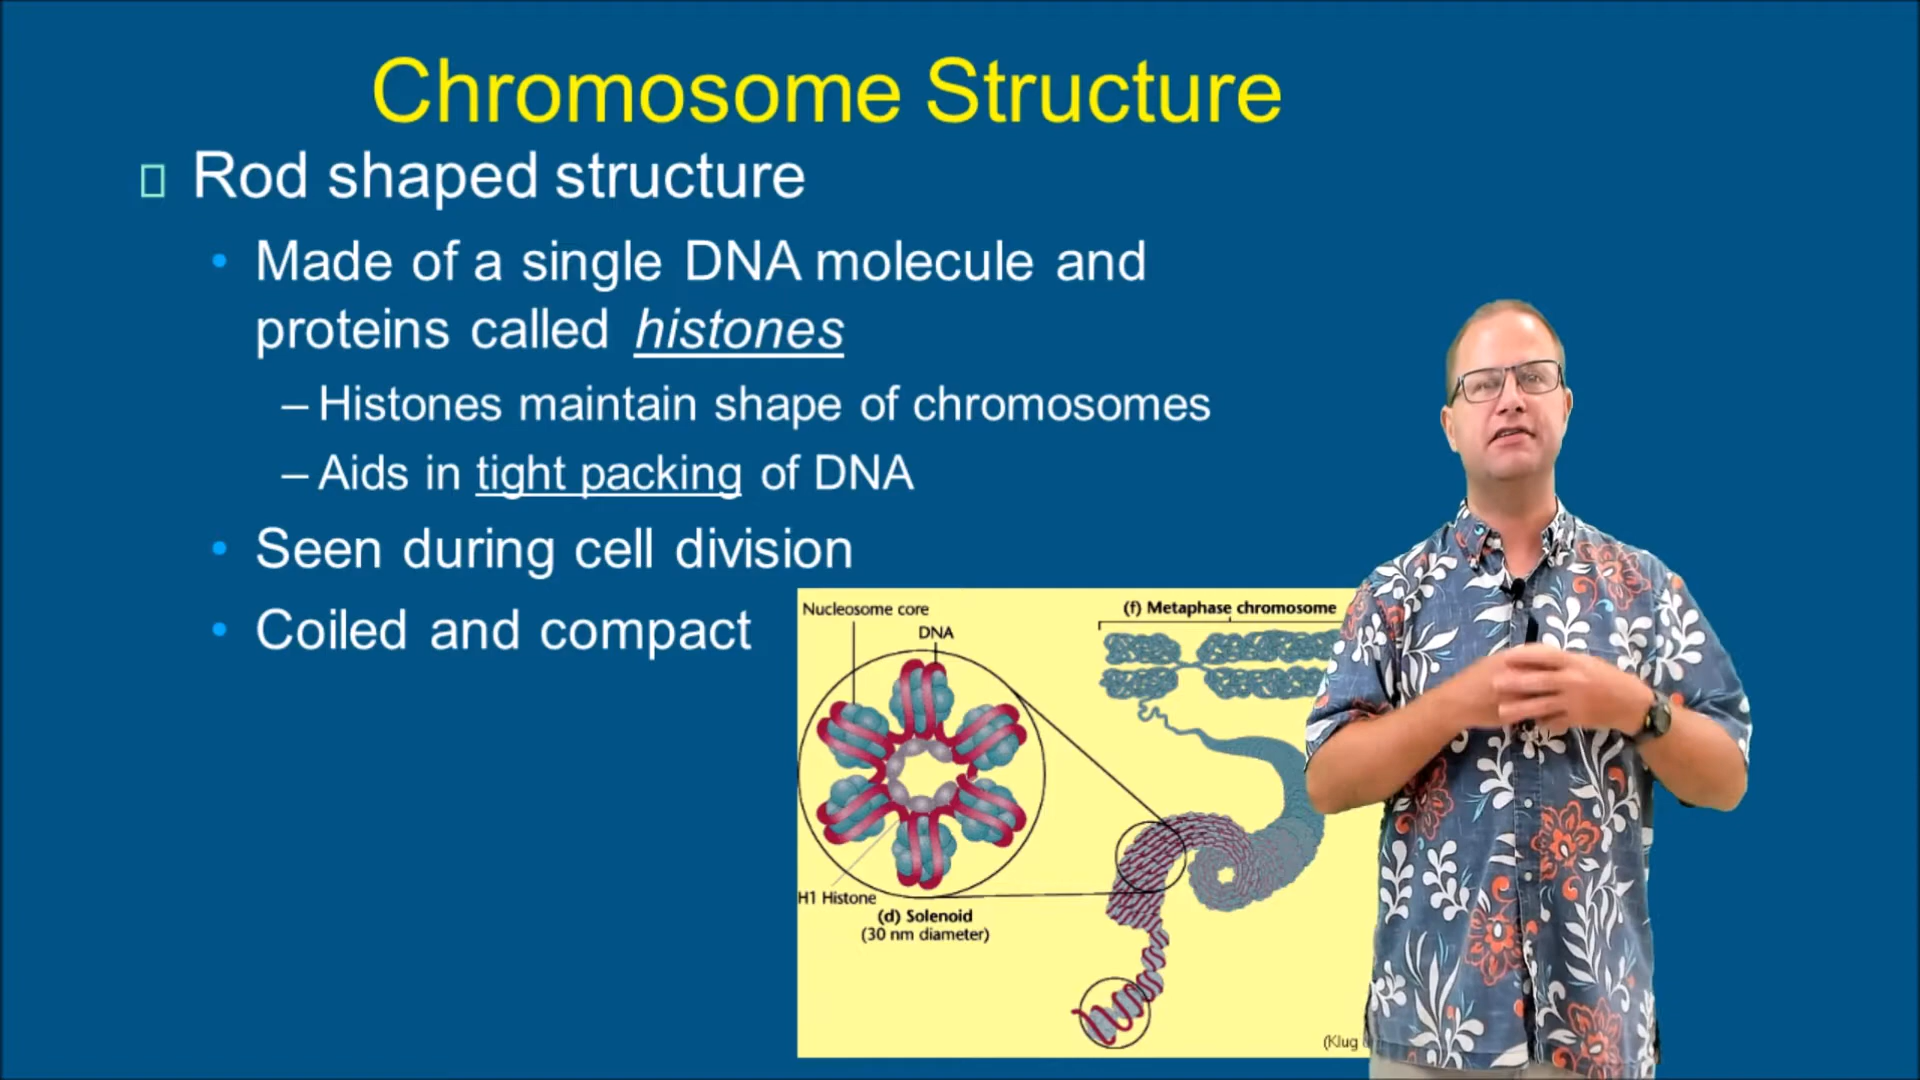 Chromosome Structure
Rod shaped structure
• Made of a single DNA molecule and
proteins called histones
– Histones maintain shape of chromosomes
– Aids in tight packing of DNA
• Seen during cell division
• Coiled and compact
Nucleosome core
DNA
(f) Metaphase chromosome
H1 Histone
(d) Solenoid
(30 nm diameter)
(Klug